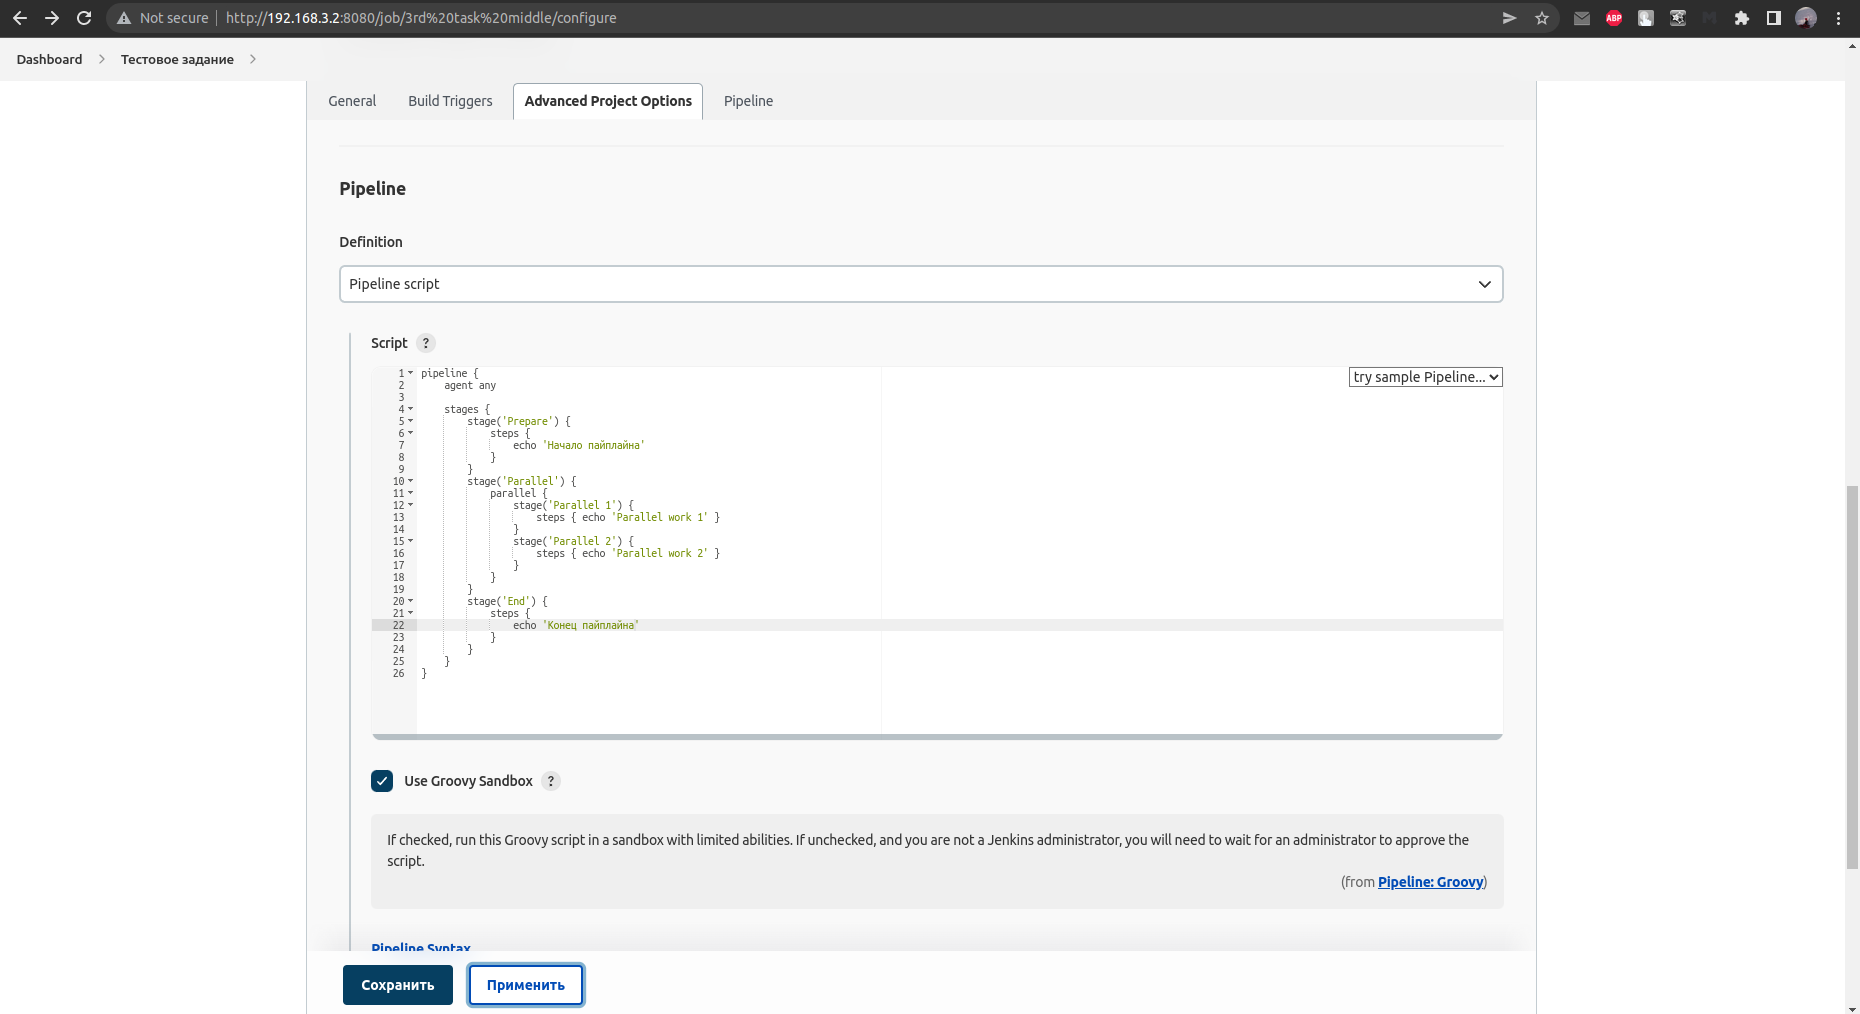 Not secure http://192.168.3.2:8080/job/3rd%20task%20middle/configure
ABP
Dashboard Тестовое задание
General Build Triggers Advanced Project Options Pipeline
Pipeline
Definition
Pipeline script
Script ?
try sample Pipeline...
1 pipeline {
2     agent any
3
4     stages {
5         stage('Prepare') {
6             steps {
7                 echo 'Начало пайплайна'
8             }
9         }
10         stage('Parallel') {
11             parallel {
12                 stage('Parallel 1') {
13                     steps { echo 'Parallel work 1' }
14                 }
15                 stage('Parallel 2') {
16                     steps { echo 'Parallel work 2' }
17                 }
18             }
19         }
20         stage('End') {
21             steps {
22                 echo 'Конец пайплайна'
23             }
24         }
25     }
26 }
Use Groovy Sandbox ?
If checked, run this Groovy script in a sandbox with limited abilities. If unchecked, and you are not a Jenkins administrator, you will need to wait for an administrator to approve the
script.
(from Pipeline: Groovy)
Pipeline Syntax
Сохранить Применить